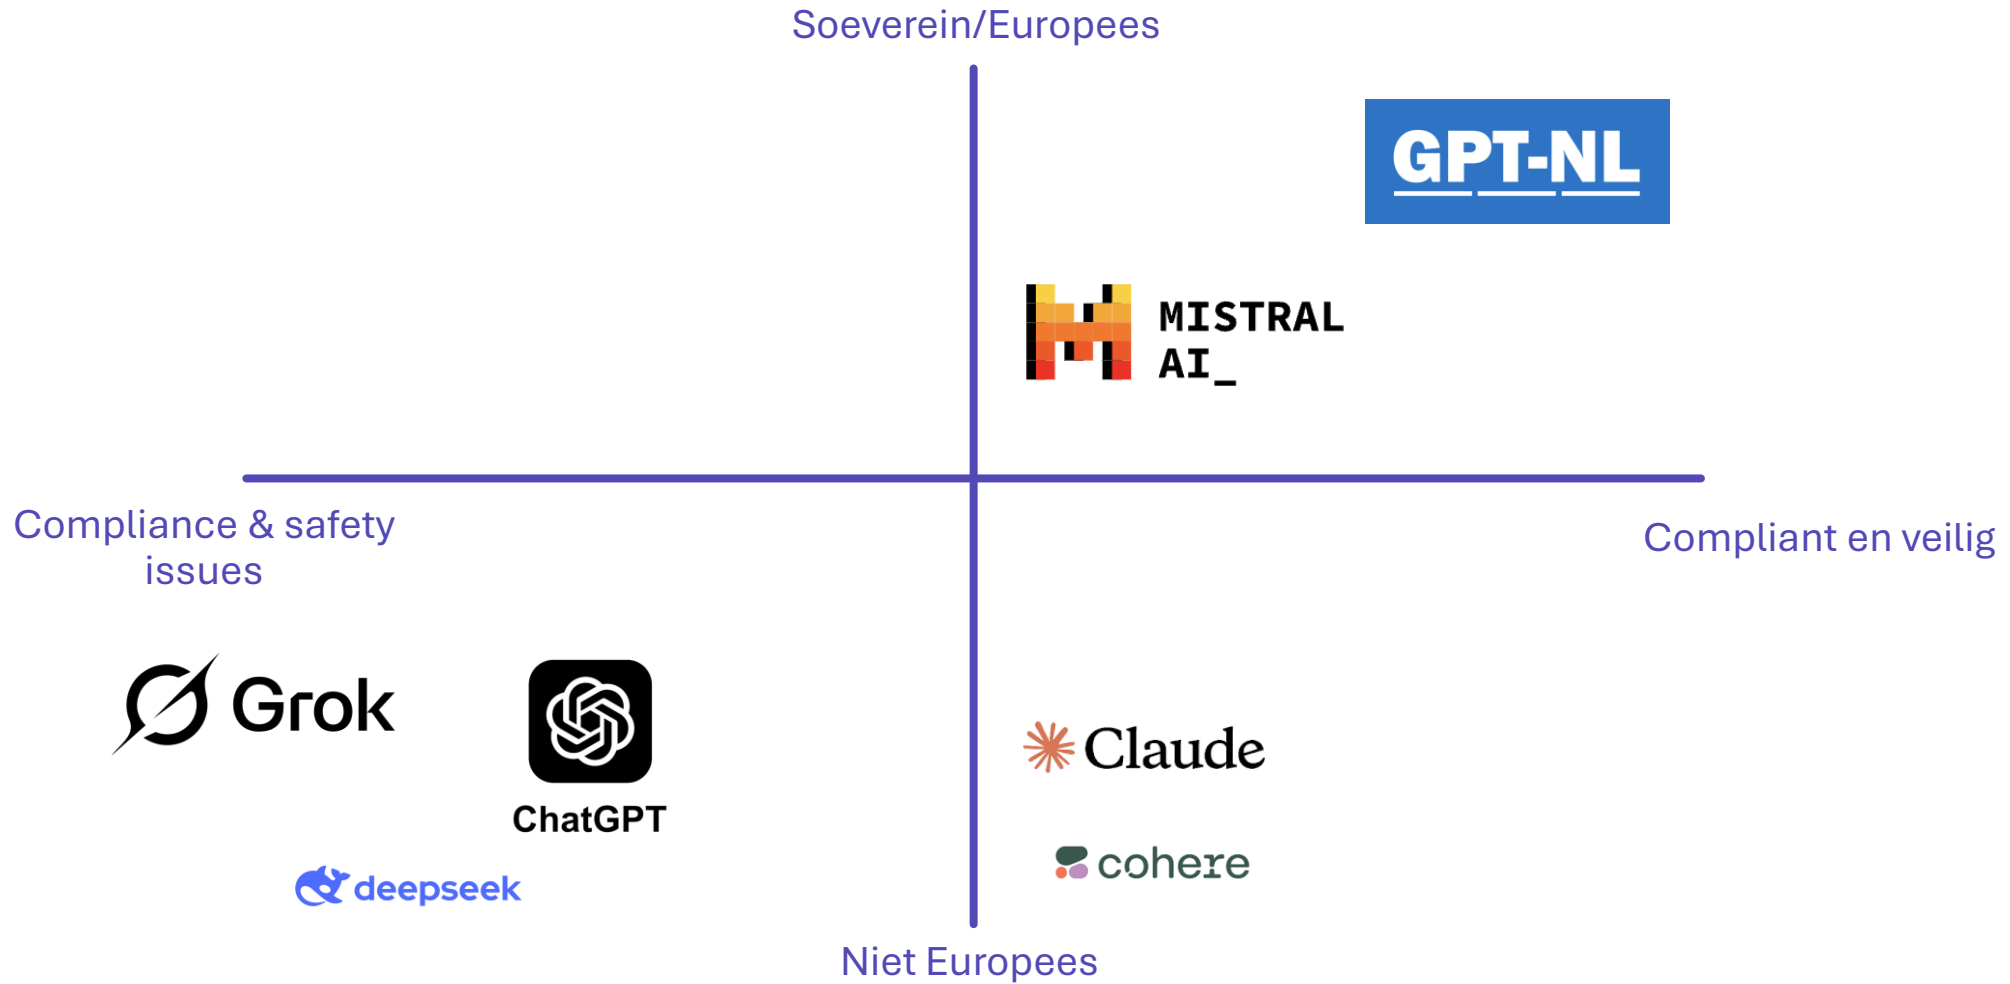 Soeverein/Europees
GPT-NL
MISTRAL
AI_
Compliance & safety
issues
Compliant en veilig
Grok
ChatGPT
Claude
cohere
deepseek
Niet Europees